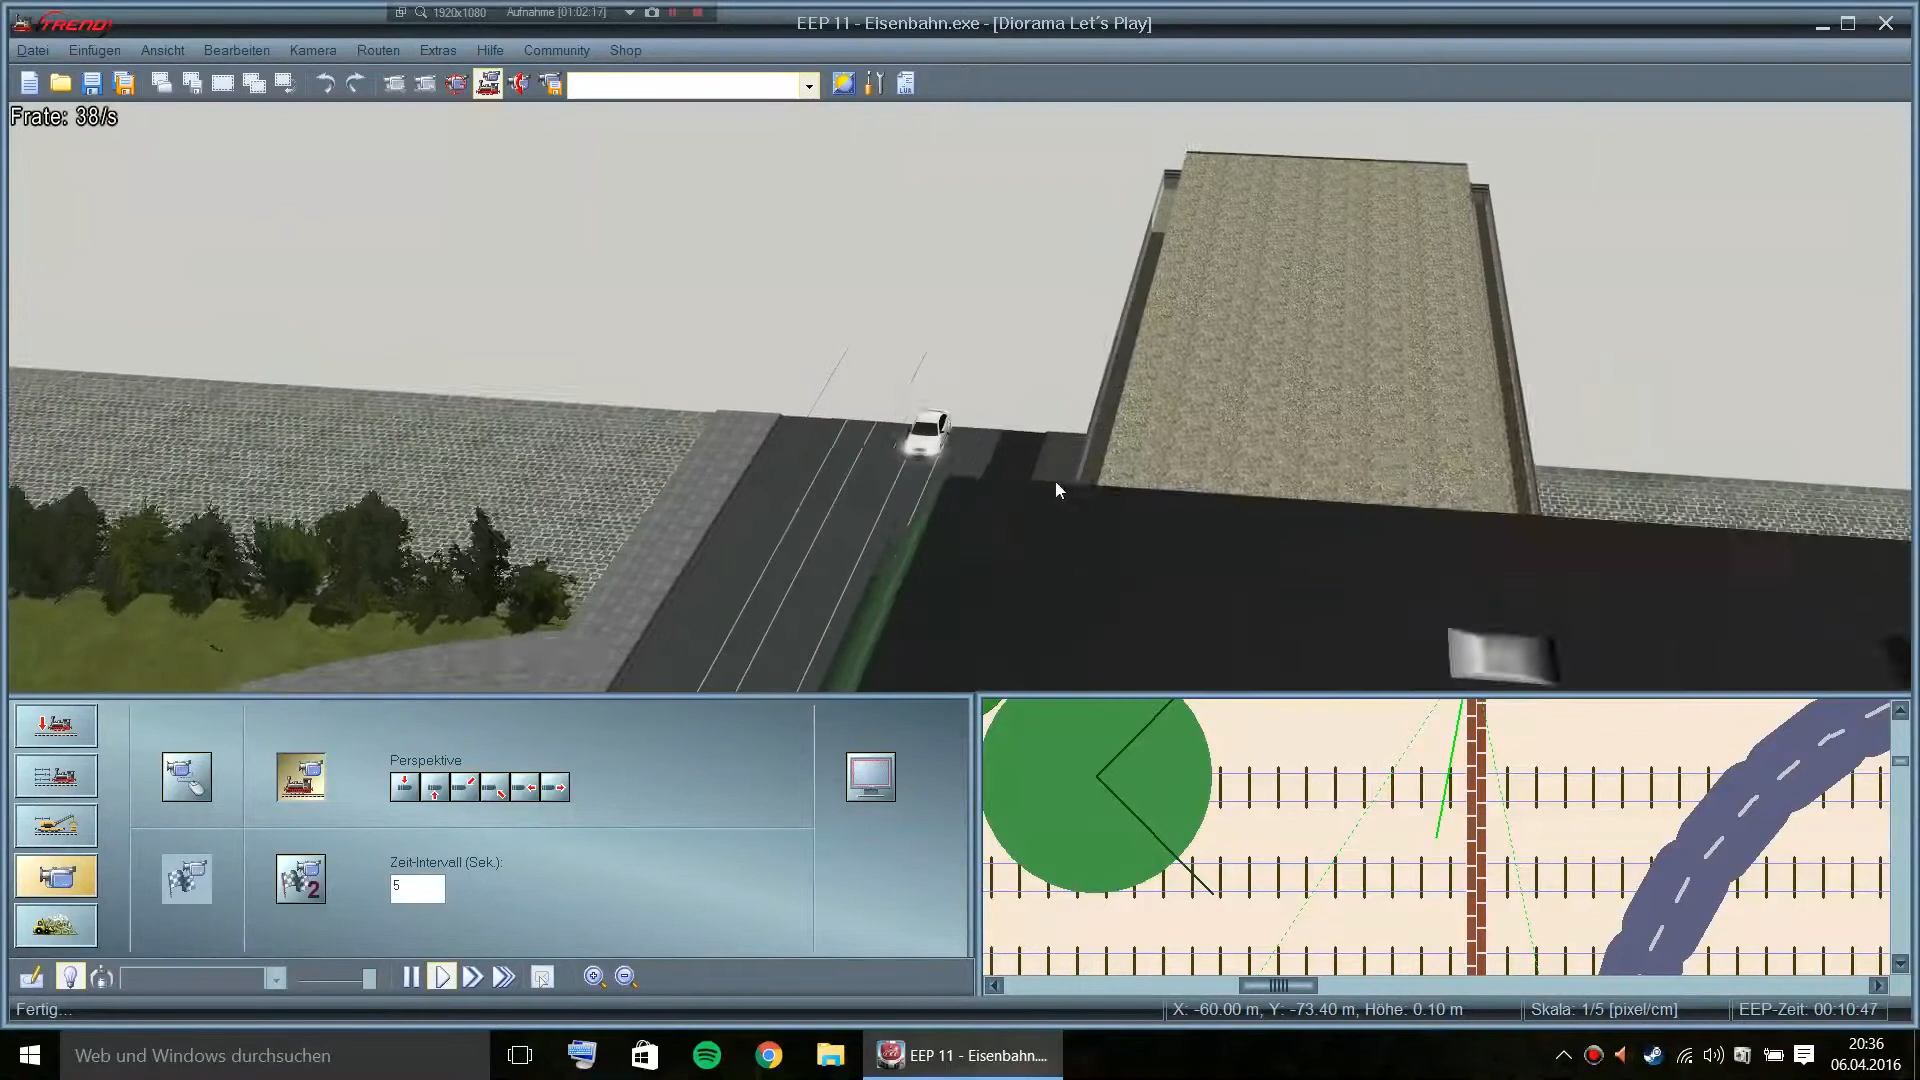 1920x1080 Aufnahme (01:02:17)
TREND
EEP 11 - Eisenbahn.exe - [Diorama Let´s Play]
Datei Einfügen Ansicht Bearbeiten Kamera Routen Extras Hilfe Community Shop
LUA
Frate: 38/s
Perspektive
Zeit-Intervall (Sek.):
2
5
Fertig...
X: -60.00 m, Y: -73.40 m, Höhe: 0.10 m
Skala: 1/5 [pixel/cm]
EEP-Zeit: 00:10:47
Web und Windows durchsuchen
EEP 11 - Eisenbahn....
20:36
06.04.2016